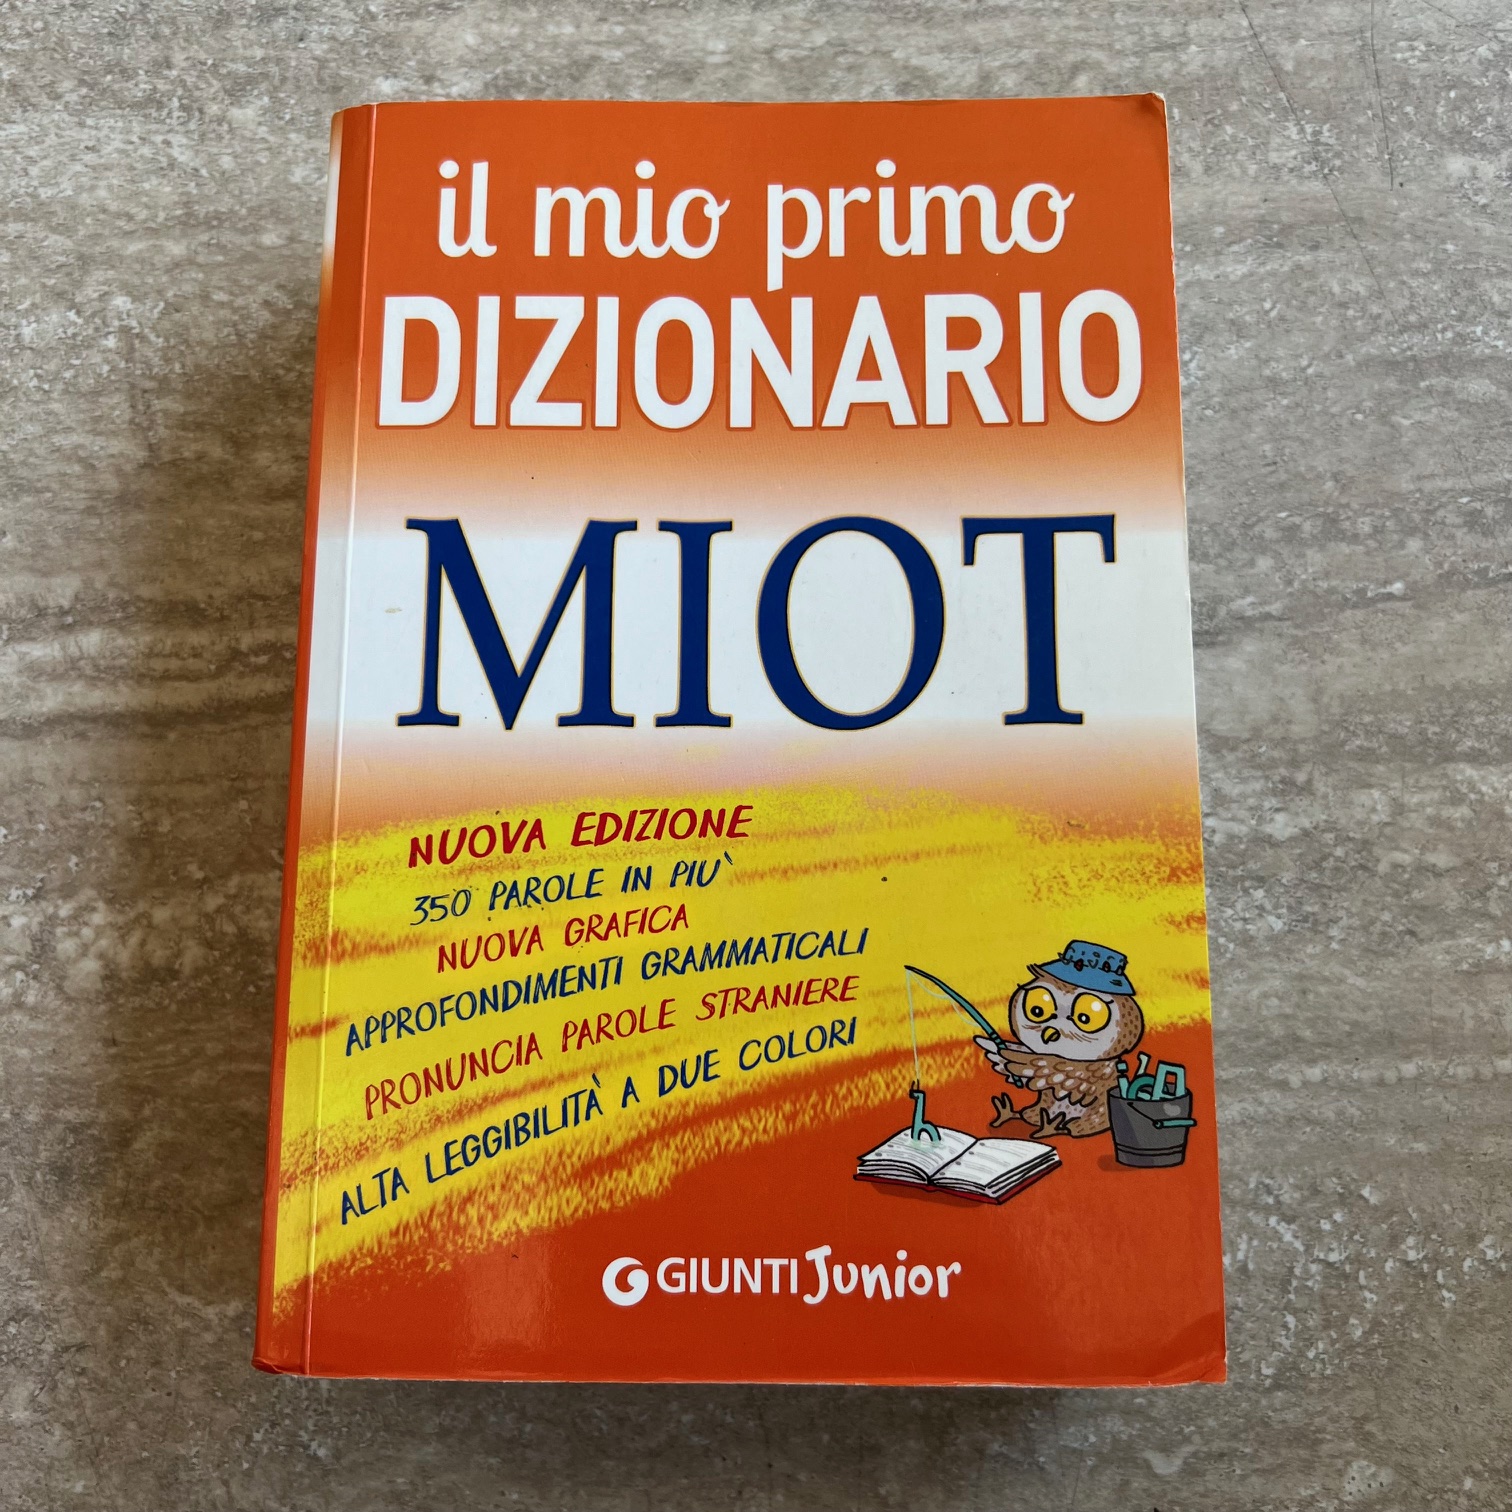 il mio primo
DIZIONARIO
MIOT
NUOVA EDIZIONE
350 PAROLE IN PIÙ
NUOVA GRAFICA
APPROFONDIMENTI GRAMMATICALI
PRONUNCIA PAROLE STRANIERE
ALTA LEGGIBILITÀ A DUE COLORI
GIUNTI Junior